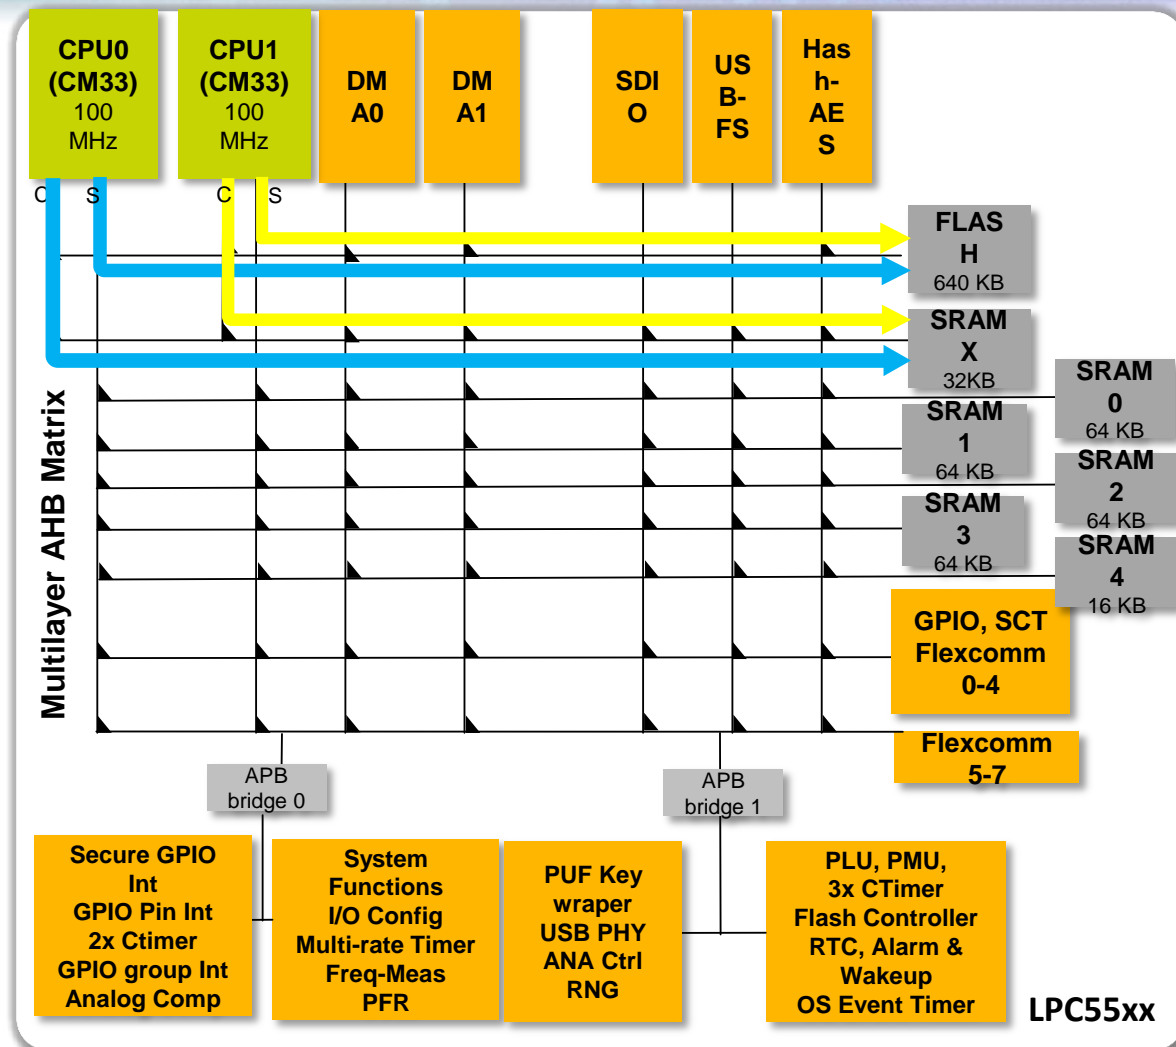 CPU0
(CM33)
100
MHz
CPU1
(CM33)
100
MHz
DM
A0
DM
A1
SDI
O
US
B-
FS
Has
h-
AE
S
C
S
C
S
FLAS
H
640 KB
SRAM
X
32KB
SRAM
0
64 KB
SRAM
1
64 KB
SRAM
2
64 KB
SRAM
3
64 KB
SRAM
4
16 KB
Multilayer AHB Matrix
GPIO, SCT
Flexcomm
0-4
Flexcomm
5-7
APB
bridge 0
APB
bridge 1
Secure GPIO
Int
GPIO Pin Int
2x Ctimer
GPIO group Int
Analog Comp
System
Functions
I/O Config
Multi-rate Timer
Freq-Meas
PFR
PUF Key
wraper
USB PHY
ANA Ctrl
RNG
PLU, PMU,
3x CTimer
Flash Controller
RTC, Alarm &
Wakeup
OS Event Timer
LPC55xx